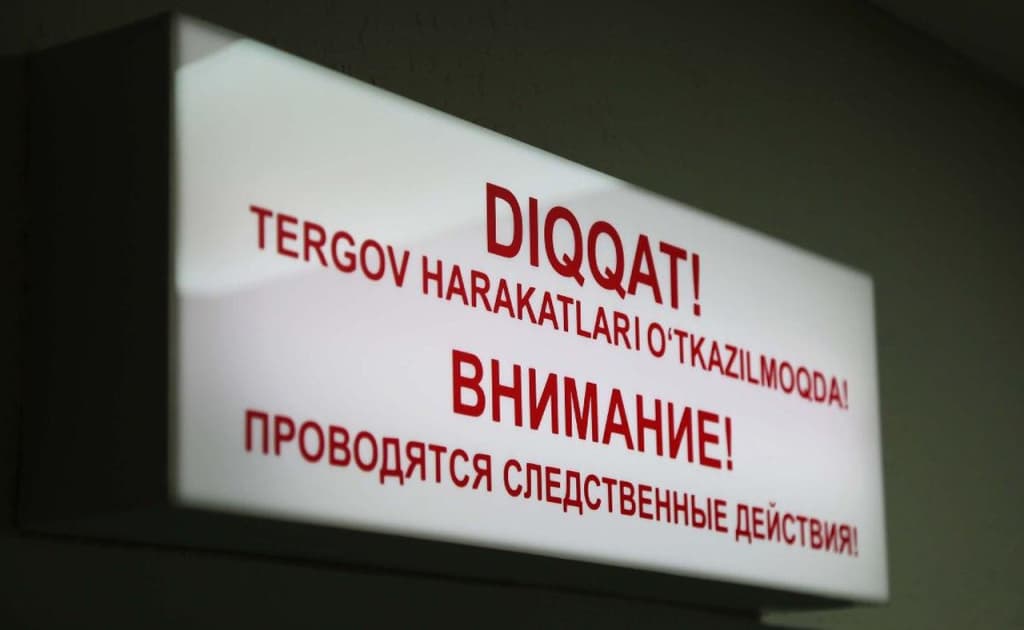 DIQQAT!
TERGOV HARAKATLARI O‘TKAZILMOQDA!
ВНИМАНИЕ!
ПРОВОДЯТСЯ СЛЕДСТВЕННЫЕ ДЕЙСТВИЯ!